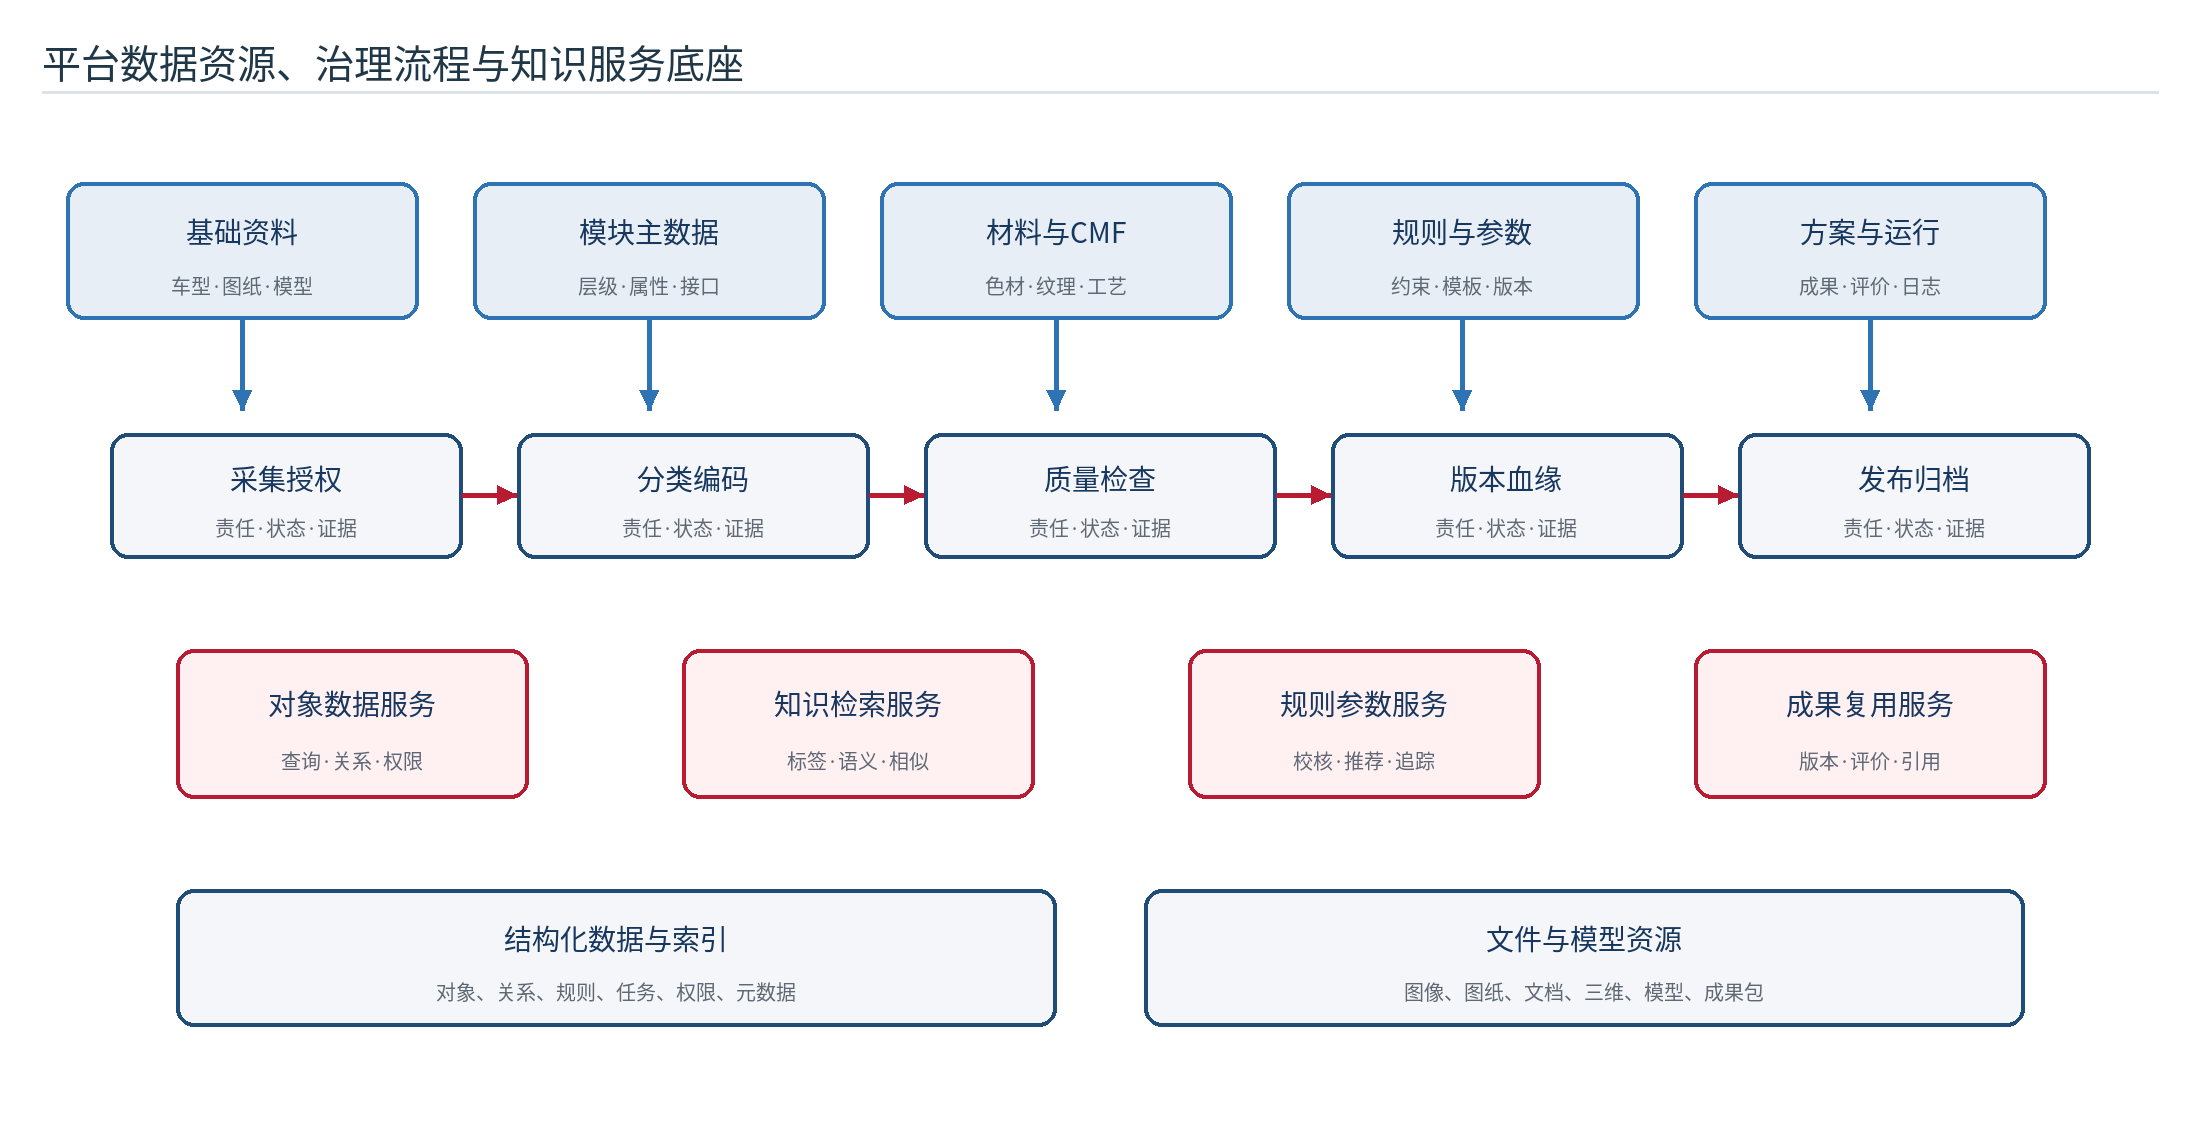 平台数据资源、治理流程与知识服务底座
基础资料
车型·图纸·模型
模块主数据
层级·属性·接口
材料与CMF
色材·纹理·工艺
规则与参数
约束·模板·版本
方案与运行
成果·评价·日志
采集授权
责任·状态·证据
分类编码
责任·状态·证据
质量检查
责任·状态·证据
版本血缘
责任·状态·证据
发布归档
责任·状态·证据
对象数据服务
查询·关系·权限
知识检索服务
标签·语义·相似
规则参数服务
校核·推荐·追踪
成果复用服务
版本·评价·引用
结构化数据与索引
对象、关系、规则、任务、权限、元数据
文件与模型资源
图像、图纸、文档、三维、模型、成果包